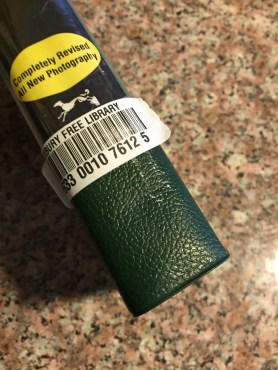 Completely Revised
All New Photography
BURY FREE LIBRARY
33 0010 7612 5